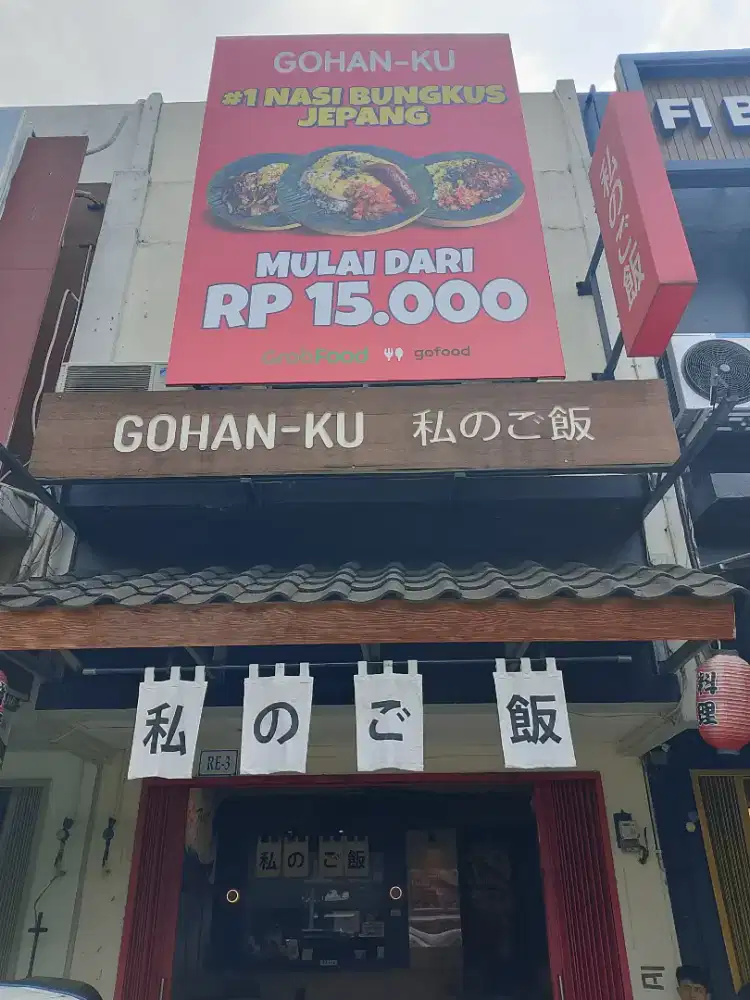 GOHAN-KU
#1 NASI BUNGKUS
JEPANG
MULAI DARI
RP 15.000
GrabFood gofood
FI
私のご飯
GOHAN-KU 私のご飯
私のご飯
RE-3
料理
私のご飯